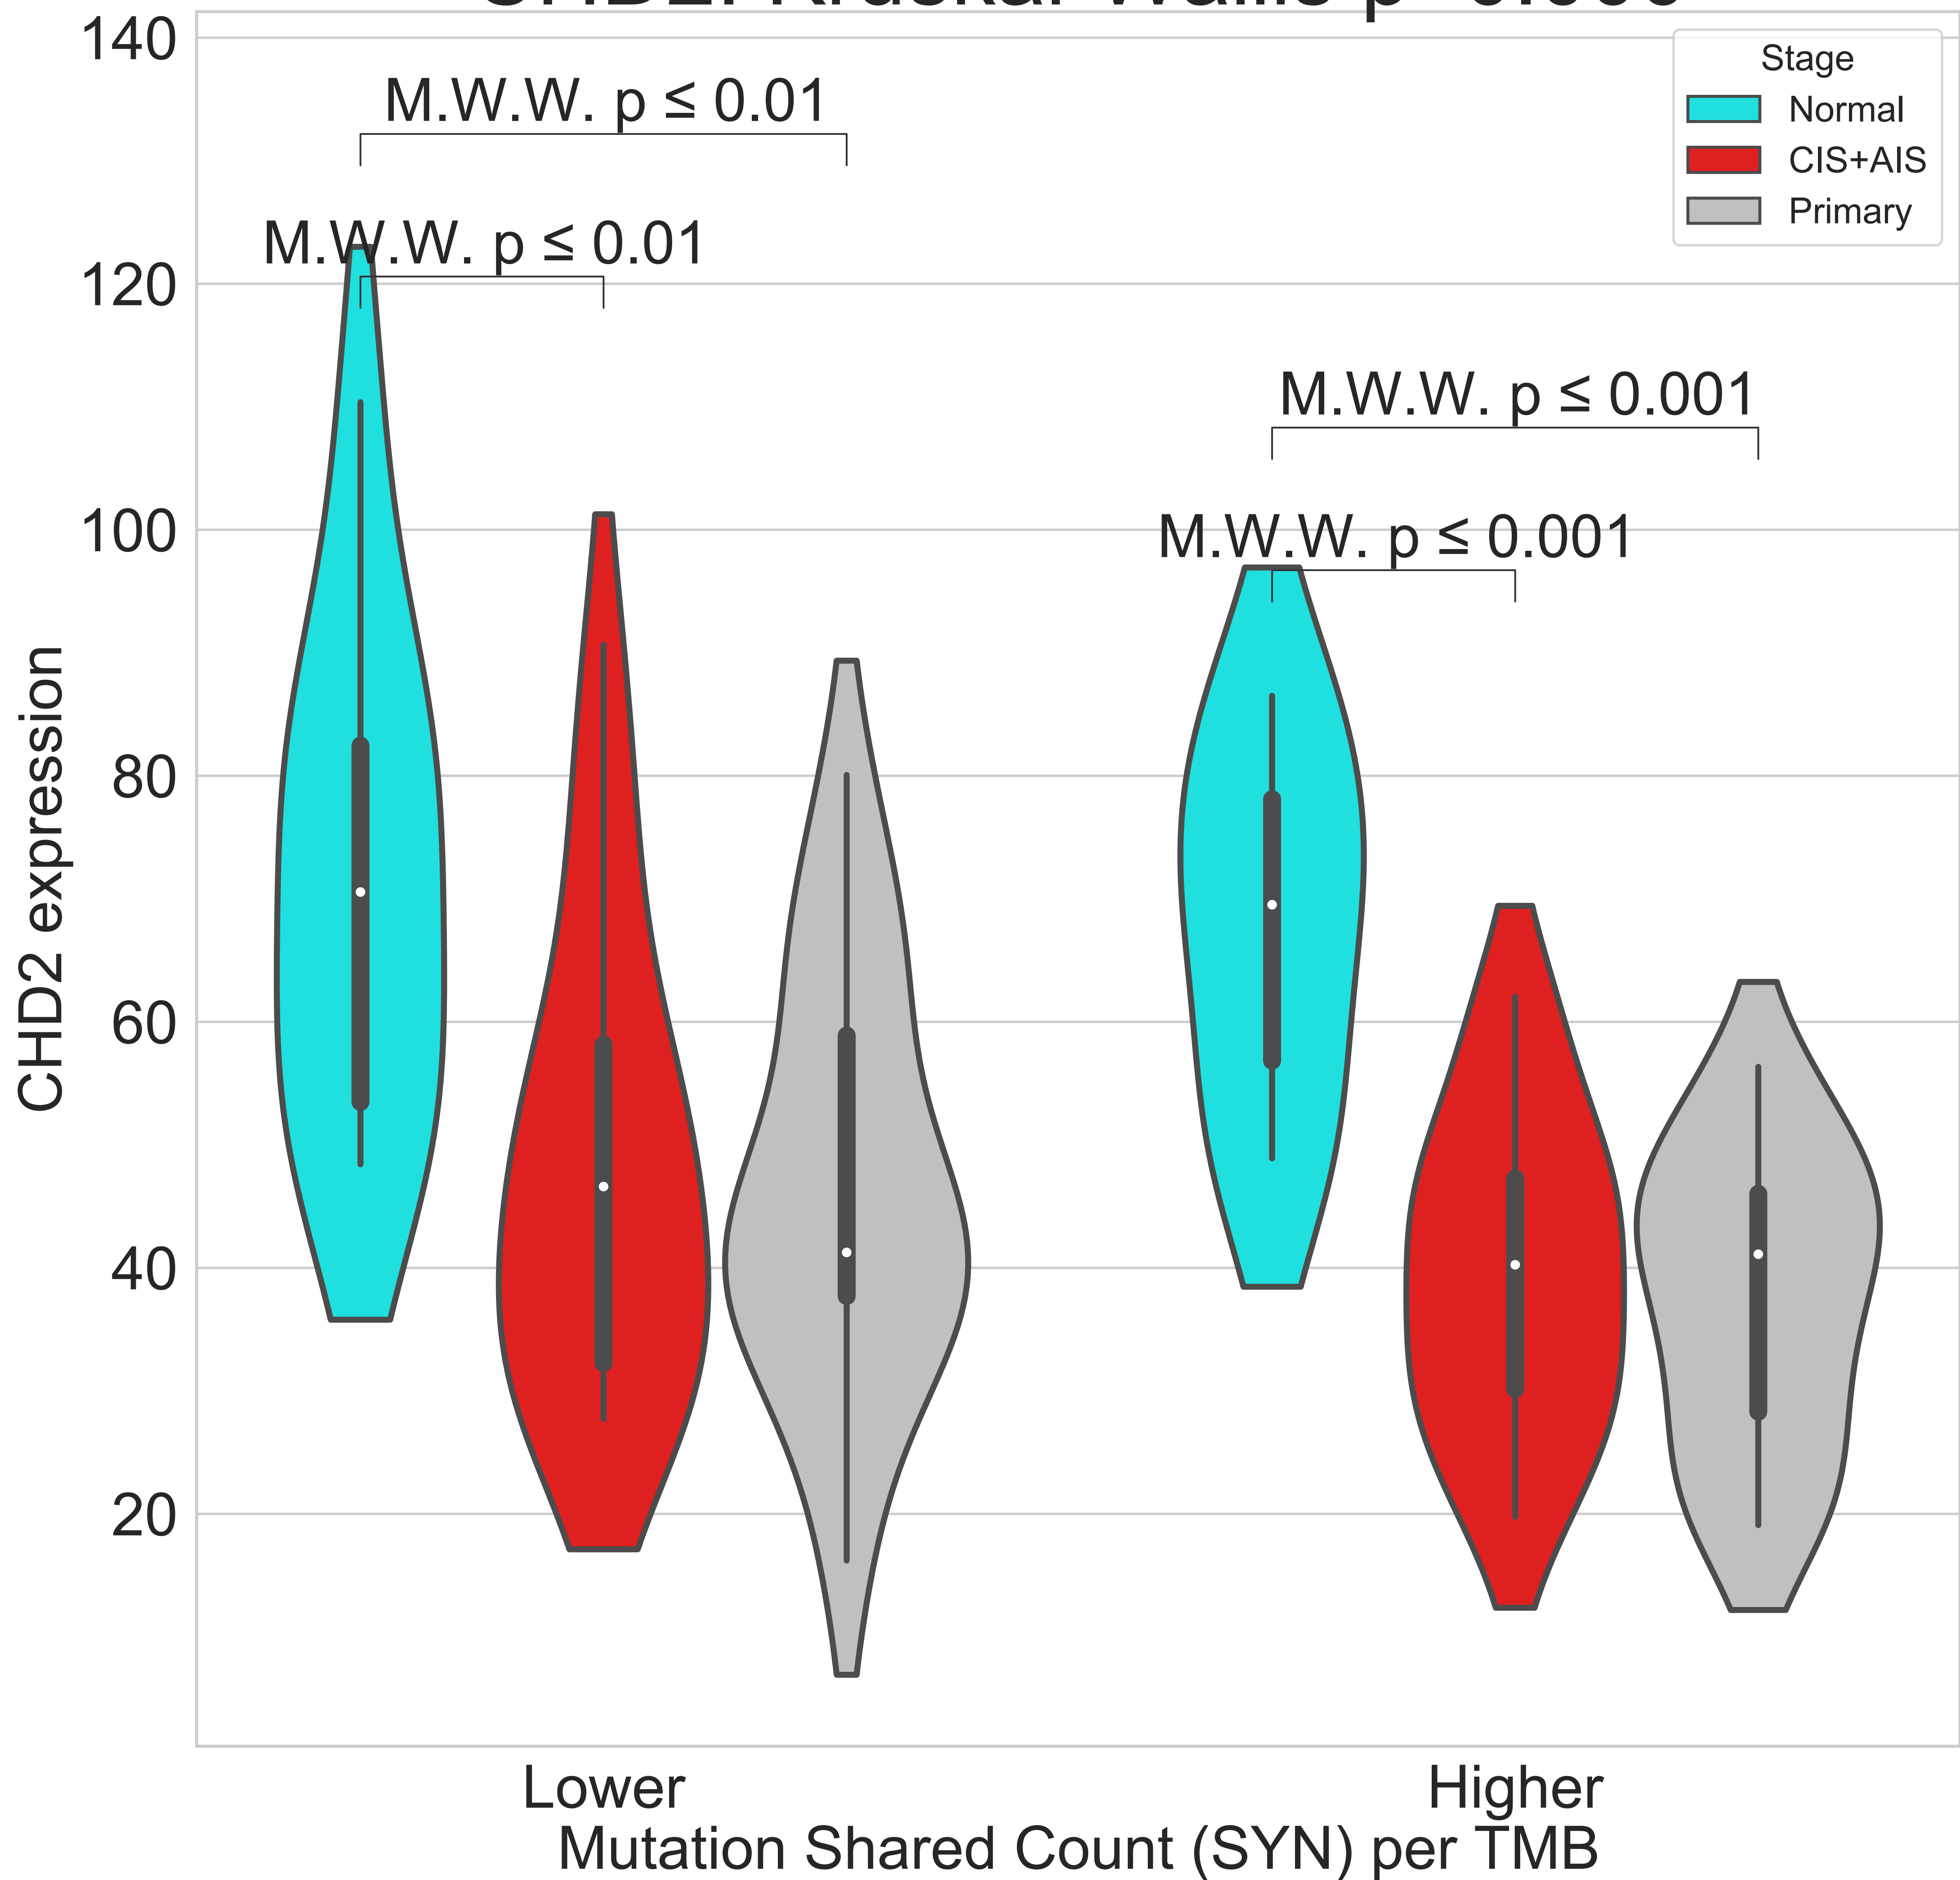 140
M.W.W. p ≤ 0.01
M.W.W. p ≤ 0.01
120
M.W.W. p ≤ 0.001
100
M.W.W. p ≤ 0.001
80
60
40
20
CHD2 expression
Stage
Normal
CIS+AIS
Primary
Lower
Higher
Mutation Shared Count (SYN) per TMB